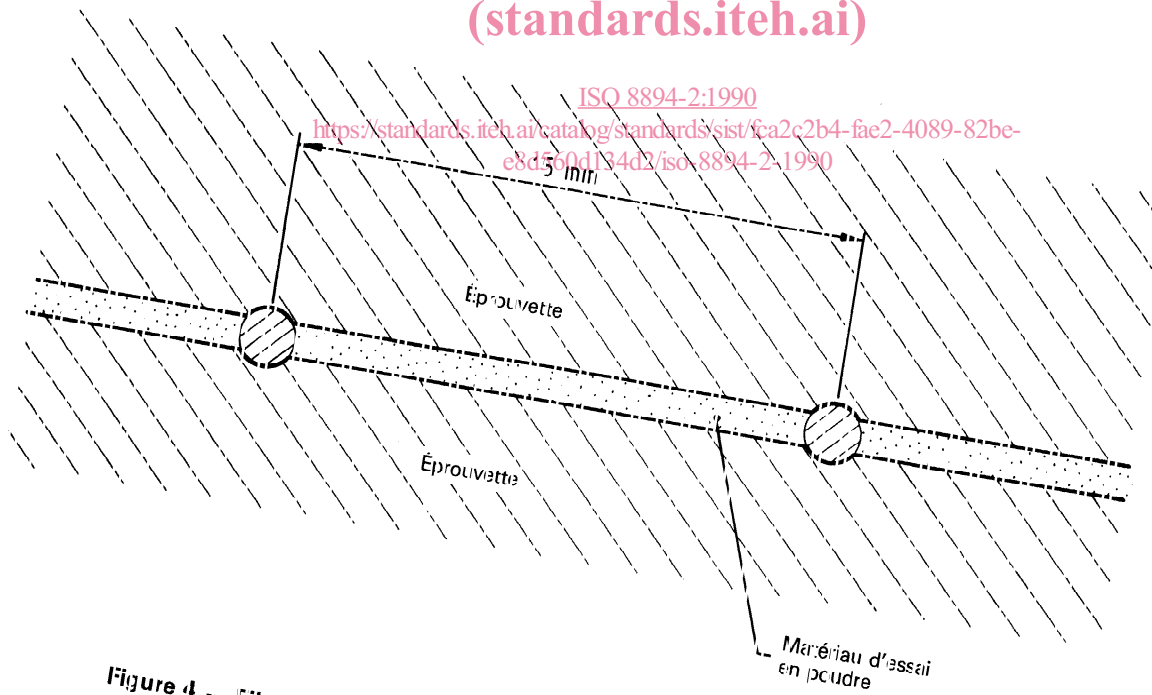 (standards.iteh.ai)
ISO 8894-2:1990
https://standards.iteh.ai/catalog/standards/sist/fca2c2b4-fae2-4089-82be-
e8d560d134d2/iso-8894-2-1990
15 mm
Éprouvette
Éprouvette
Matériau d'essai
en poudre
Figure 4